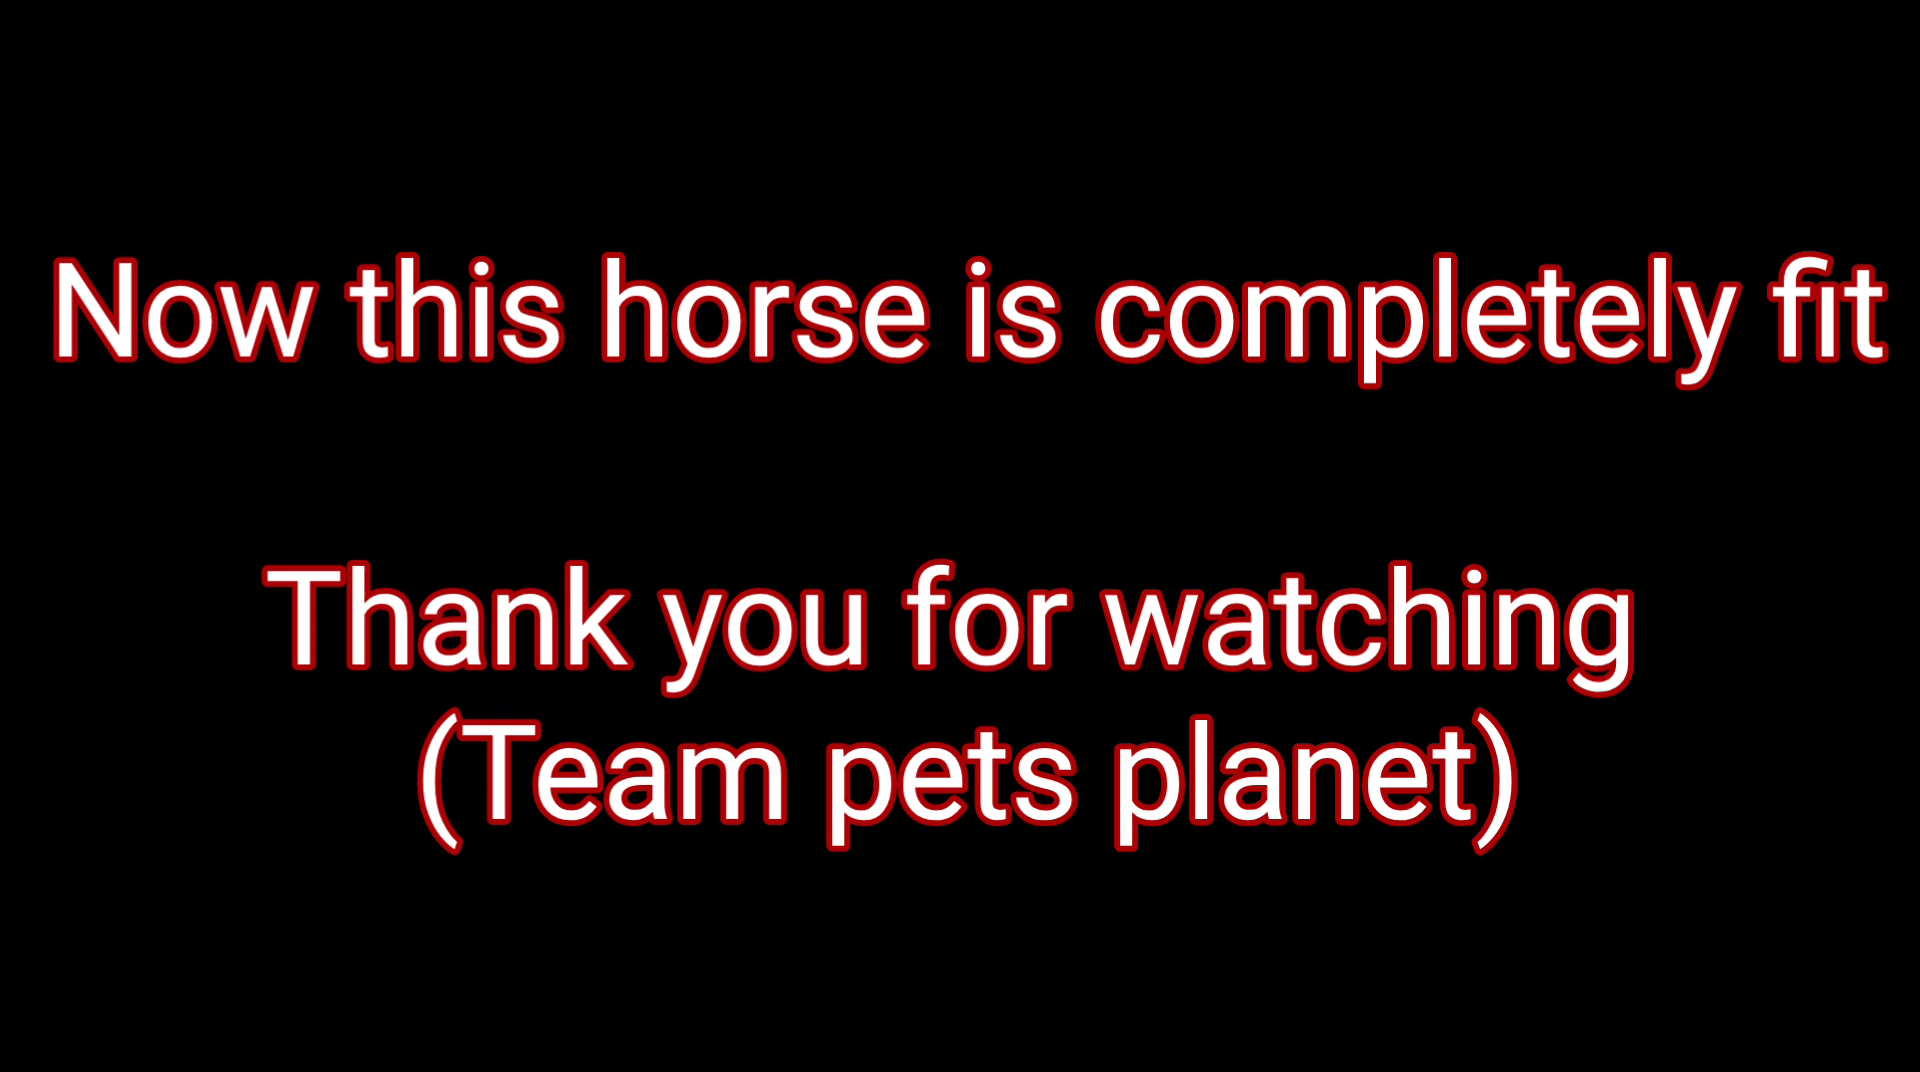 Now this horse is completely fit
Thank you for watching
(Team pets planet)